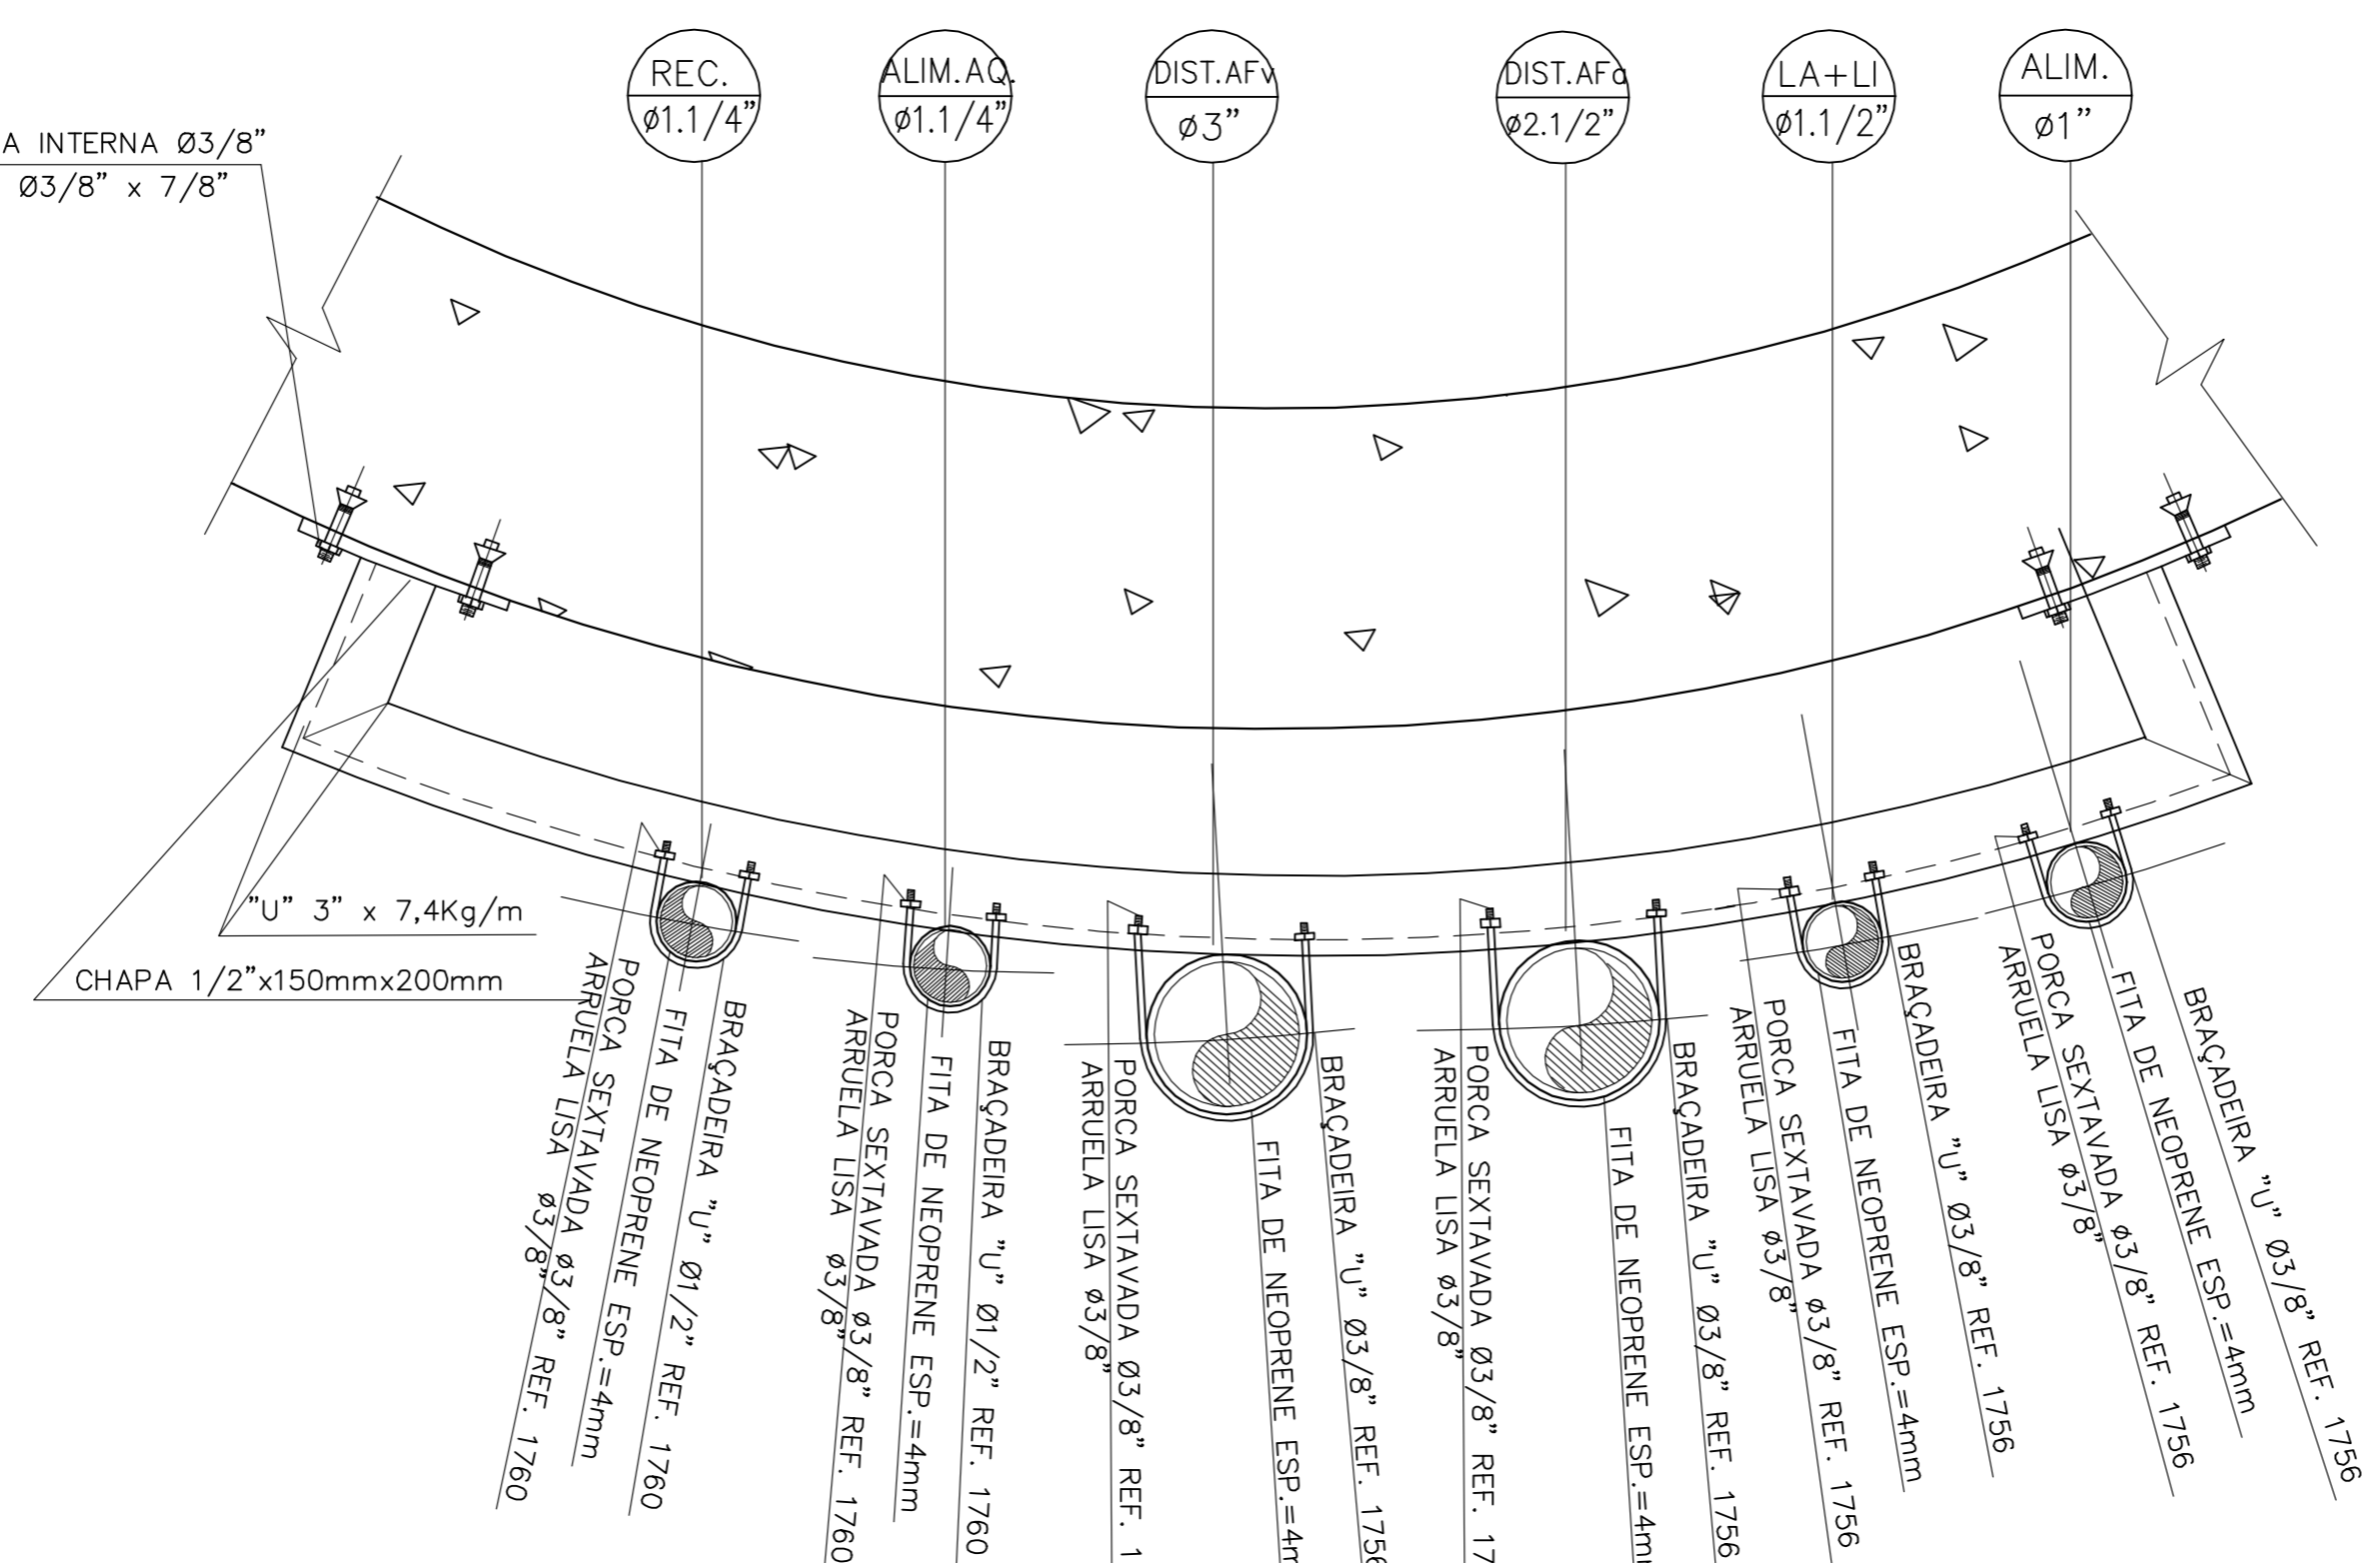 REC.
ø1.1/4”
ALIM.AQ.
ø1.1/4”
DIST.AFv
ø3”
DIST.AFa
ø2.1/2”
LA+LI
ø1.1/2”
ALIM.
ø1”
A INTERNA Ø3/8”
Ø3/8” x 7/8”
”U” 3” x 7,4Kg/m
CHAPA 1/2”x150mmx200mm
PORCA SEXTAVADA ø3/8” REF. 1760
ARRUELA LISA ø3/8”
FITA DE NEOPRENE ESP.=4mm
BRAÇADEIRA ”U” Ø1/2” REF. 1760
PORCA SEXTAVADA ø3/8” REF. 1760
ARRUELA LISA ø3/8”
FITA DE NEOPRENE ESP.=4mm
BRAÇADEIRA ”U” Ø1/2” REF. 1760
PORCA SEXTAVADA Ø3/8” REF. 1
ARRUELA LISA ø3/8”
FITA DE NEOPRENE ESP.=4m
BRAÇADEIRA ”U” Ø3/8” REF. 1756
PORCA SEXTAVADA Ø3/8” REF. 17
ARRUELA LISA ø3/8”
FITA DE NEOPRENE ESP.=4m
BRAÇADEIRA ”U” Ø3/8” REF. 1756
PORCA SEXTAVADA ø3/8” REF. 1756
ARRUELA LISA ø3/8”
FITA DE NEOPRENE ESP.=4mm
BRAÇADEIRA ”U” Ø3/8” REF. 1756
PORCA SEXTAVADA ø3/8” REF. 1756
ARRUELA LISA ø3/8”
FITA DE NEOPRENE ESP.=4mm
BRAÇADEIRA ”U” Ø3/8” REF. 1756